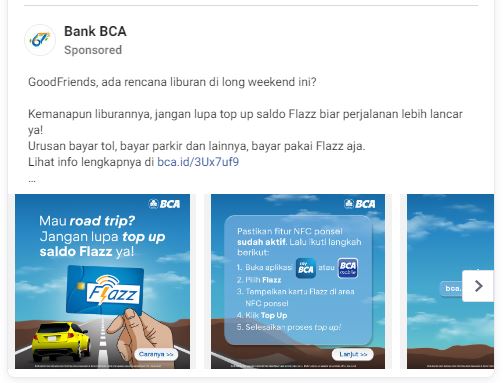 67
Bank BCA
Sponsored
GoodFriends, ada rencana liburan di long weekend ini?
Kemanapun liburannya, jangan lupa top up saldo Flazz biar perjalanan lebih lancar
ya!
Urusan bayar tol, bayar parkir dan lainnya, bayar pakai Flazz aja.
Lihat info lengkapnya di bca.id/3Ux7uf9
...
BCA
Mau road trip?
Jangan lupa top up
saldo Flazz ya!
Flazz
Caranya >>
BCA
Pastikan fitur NFC ponsel
sudah aktif. Lalu ikuti langkah
berikut:
1. Buka aplikasi my BCA atau BCA mobile
2. Pilih Flazz
3. Tempelkan kartu Flazz di area
NFC ponsel
4. Klik Top Up
5. Selesaikan proses top up!
Lanjut >>
bca.